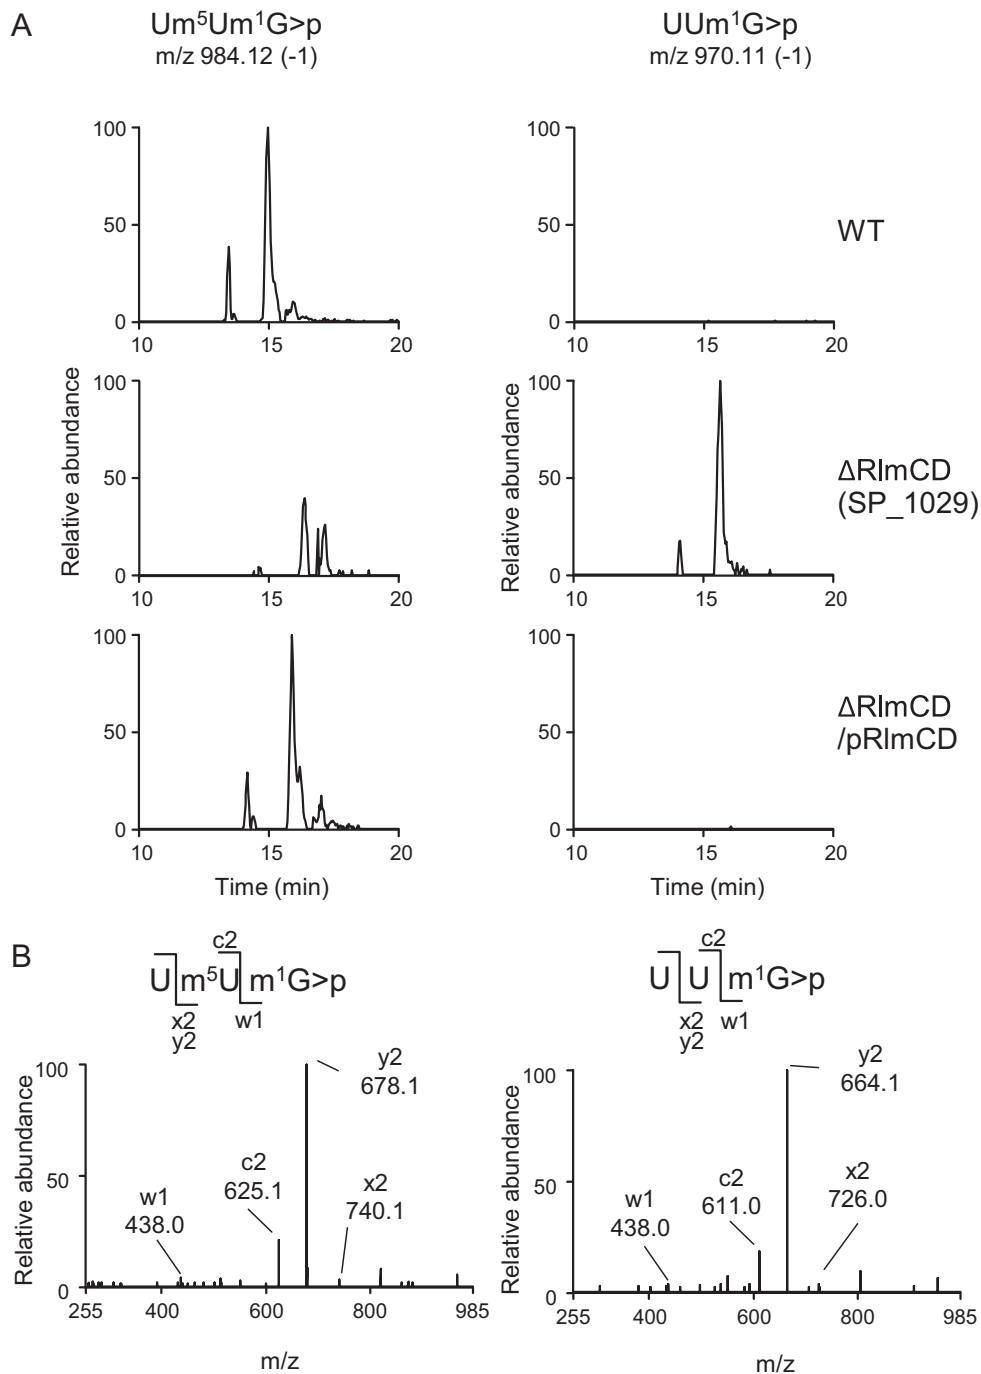 A
Um⁵Um¹G>p
m/z 984.12 (-1)
UUm¹G>p
m/z 970.11 (-1)
100
50
0
10
15
20
100
50
0
10
15
20
WT
Relative abundance
100
50
0
10
15
20
Relative abundance
100
50
0
10
15
20
ΔRlmCD
(SP_1029)
100
50
0
10
15
20
Time (min)
100
50
0
10
15
20
Time (min)
ΔRlmCD
/pRlmCD
B
c2
U m⁵U m¹G>p
x2
y2
w1
Relative abundance
100
50
0
y2
678.1
c2
625.1
x2
740.1
w1
438.0
255
400
600
800
985
m/z
c2
U U m¹G>p
x2
y2
w1
Relative abundance
100
50
0
y2
664.1
c2
611.0
x2
726.0
w1
438.0
255
400
600
800
985
m/z